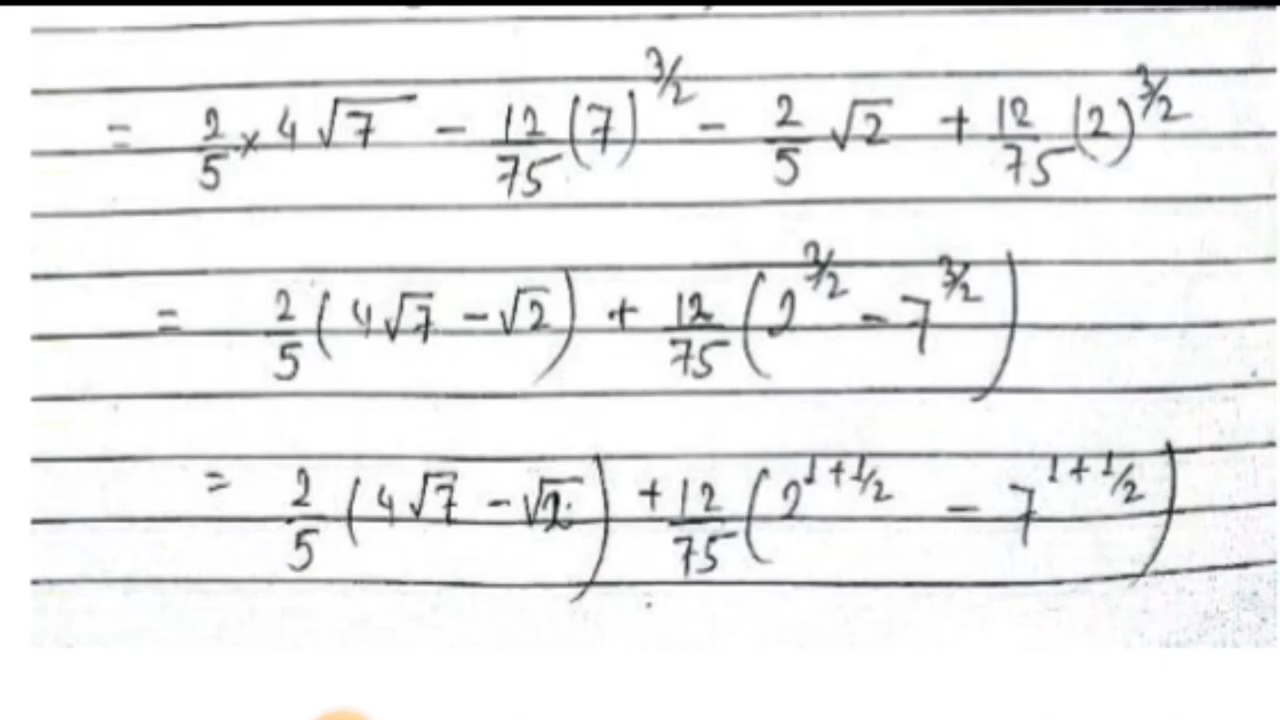 = 2/5 × 4√7 - 12/75 (7)^3/2 - 2/5 √2 + 12/75 (2)^3/2
= 2/5 (4√7 - √2) + 12/75 (2^3/2 - 7^3/2)
= 2/5 (4√7 - √2) + 12/75 (2^1+1/2 - 7^1+1/2)